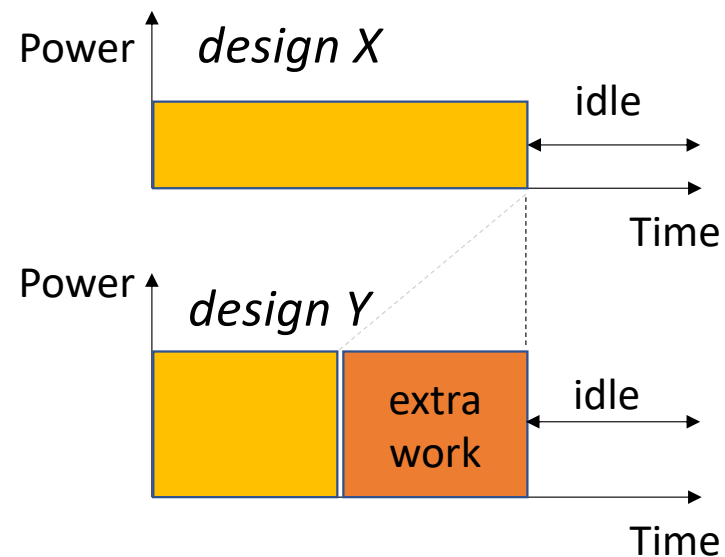 Power
design X
idle
Time
Power
design Y
extra
work
idle
Time